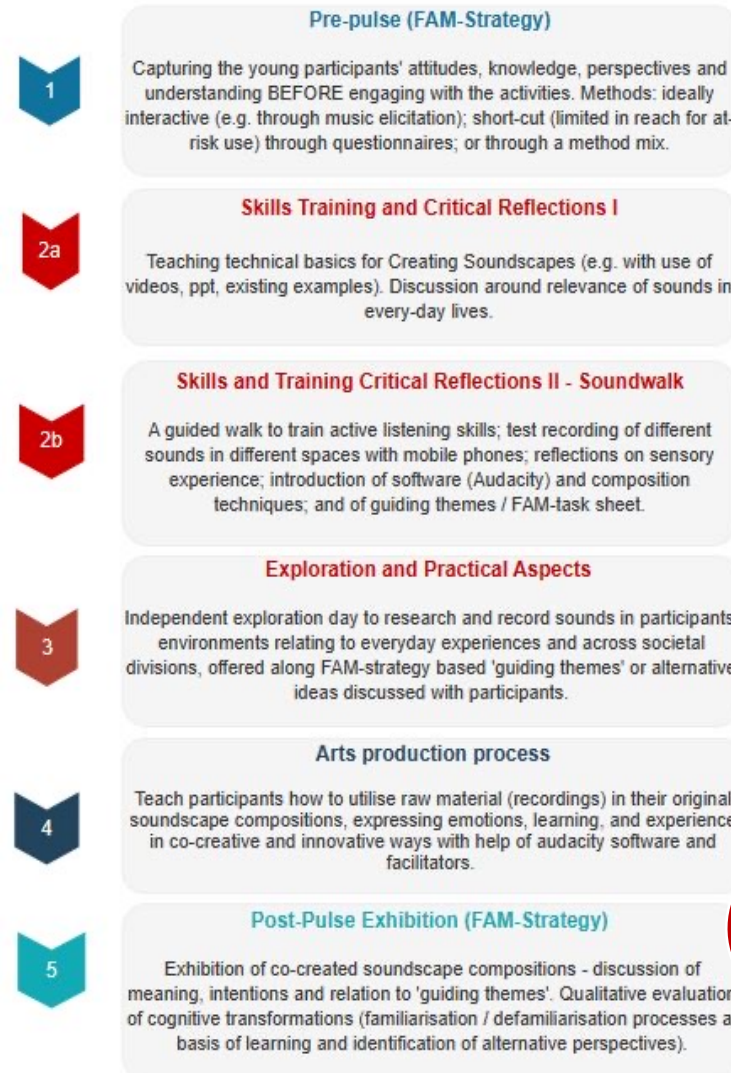 Pre-pulse (FAM-Strategy)
1
Capturing the young participants' attitudes, knowledge, perspectives and
understanding BEFORE engaging with the activities. Methods: ideally
interactive (e.g. through music elicitation); short-cut (limited in reach for at-
risk use) through questionnaires; or through a method mix.
Skills Training and Critical Reflections I
2a
Teaching technical basics for Creating Soundscapes (e.g. with use of
videos, ppt, existing examples). Discussion around relevance of sounds in
every-day lives.
Skills and Training Critical Reflections II - Soundwalk
2b
A guided walk to train active listening skills; test recording of different
sounds in different spaces with mobile phones; reflections on sensory
experience; introduction of software (Audacity) and composition
techniques; and of guiding themes / FAM-task sheet.
Exploration and Practical Aspects
3
Independent exploration day to research and record sounds in participants
environments relating to everyday experiences and across societal
divisions, offered along FAM-strategy based 'guiding themes' or alternative
ideas discussed with participants.
Arts production process
4
Teach participants how to utilise raw material (recordings) in their original
soundscape compositions, expressing emotions, learning, and experience
in co-creative and innovative ways with help of audacity software and
facilitators.
Post-Pulse Exhibition (FAM-Strategy)
5
Exhibition of co-created soundscape compositions - discussion of
meaning, intentions and relation to 'guiding themes'. Qualitative evaluation
of cognitive transformations (familiarisation / defamiliarisation processes a
basis of learning and identification of alternative perspectives).